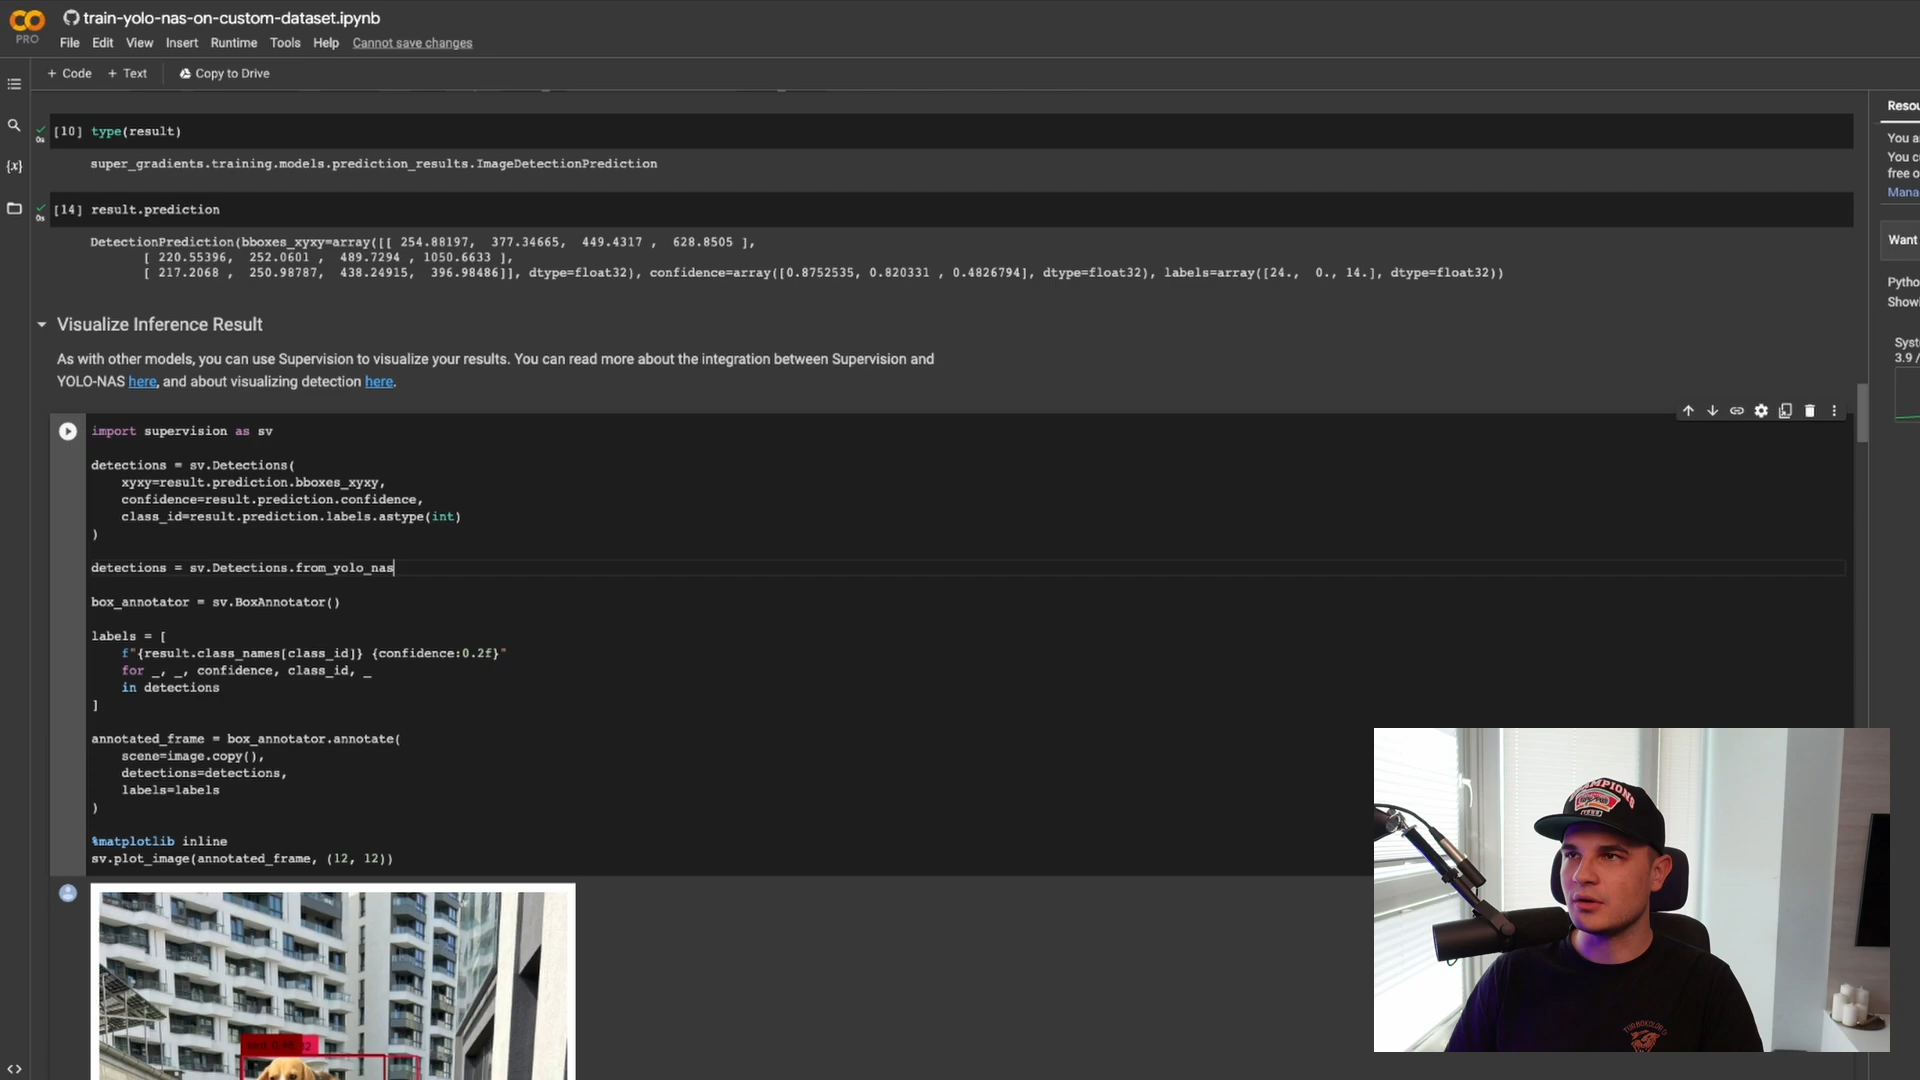 train-yolo-nas-on-custom-dataset.ipynb
PRO
File Edit View Insert Runtime Tools Help Cannot save changes
+ Code + Text Copy to Drive
[10] type(result)
0s
super_gradients.training.models.prediction_results.ImageDetectionPrediction
[14] result.prediction
0s
DetectionPrediction(bboxes_xyxy=array([[ 254.88197, 377.34665, 449.4317 , 628.8505 ],
[ 220.55396, 252.0601 , 489.7294 , 1050.6633 ],
[ 217.2068 , 250.98787, 438.24915, 396.98486]], dtype=float32), confidence=array([0.8752535, 0.820331 , 0.4826794], dtype=float32), labels=array([24., 0., 14.], dtype=float32))
Visualize Inference Result
As with other models, you can use Supervision to visualize your results. You can read more about the integration between Supervision and
YOLO-NAS here, and about visualizing detection here.
import supervision as sv
detections = sv.Detections(
xyxy=result.prediction.bboxes_xyxy,
confidence=result.prediction.confidence,
class_id=result.prediction.labels.astype(int)
)
detections = sv.Detections.from_yolo_nas
box_annotator = sv.BoxAnnotator()
labels = [
f"{result.class_names[class_id]} {confidence:0.2f}"
for _, _, confidence, class_id, _
in detections
]
annotated_frame = box_annotator.annotate(
scene=image.copy(),
detections=detections,
labels=labels
)
%matplotlib inline
sv.plot_image(annotated_frame, (12, 12))
Resou
You a
You cu
free o
Mana
Want
Pytho
Showi
Syste
3.9 /
CHAMPIONS